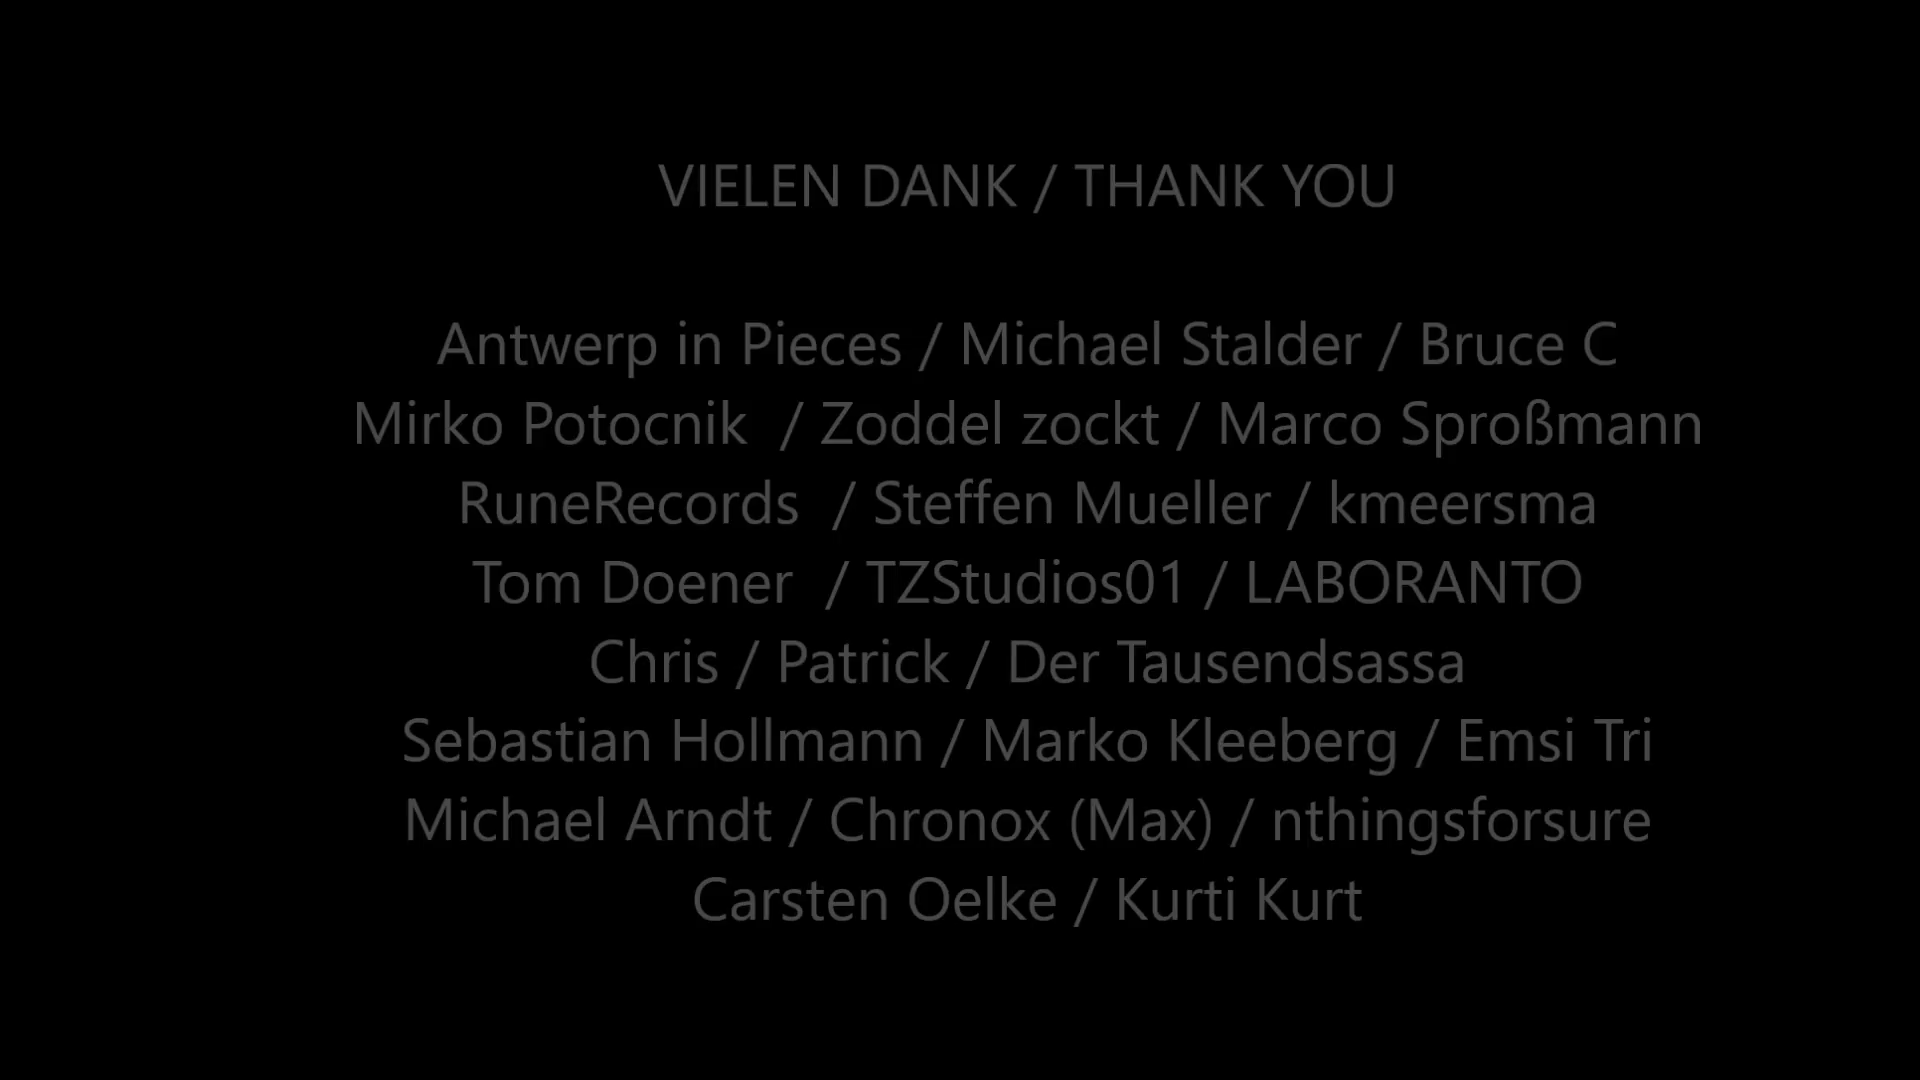 VIELEN DANK / THANK YOU
Antwerp in Pieces / Michael Stalder / Bruce C
Mirko Potocnik  / Zoddel zockt / Marco Sproßmann
RuneRecords  / Steffen Mueller / kmeersma
Tom Doener  / TZStudios01 / LABORANTO
Chris / Patrick / Der Tausendsassa
Sebastian Hollmann / Marko Kleeberg / Emsi Tri
Michael Arndt / Chronox (Max) / nthingsforsure
Carsten Oelke / Kurti Kurt